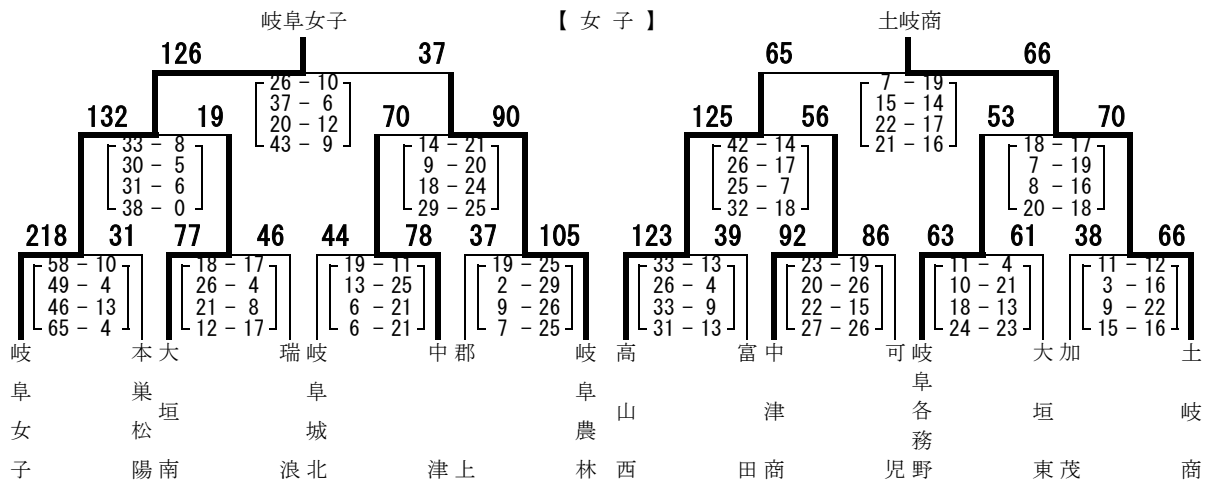 岐阜女子 【 女 子 】 土岐商
126 37 65 66
26 - 10 7 - 19
37 - 6 15 - 14
20 - 12 22 - 17
43 - 9 21 - 16
132 19 70 90 125 56 53 70
33 - 8 14 - 21 42 - 14 18 - 17
30 - 5 9 - 20 26 - 17 7 - 19
31 - 6 18 - 24 25 - 7 8 - 16
38 - 0 29 - 25 32 - 18 20 - 18
218 31 77 46 44 78 37 105 123 39 92 86 63 61 38 66
58 - 10 18 - 17 19 - 11 19 - 25 33 - 13 23 - 19 11 - 4 11 - 12
49 - 4 26 - 4 13 - 25 2 - 29 26 - 4 20 - 26 10 - 21 3 - 16
46 - 13 21 - 8 6 - 21 9 - 26 33 - 9 22 - 15 18 - 13 9 - 22
65 - 4 12 - 17 6 - 21 7 - 25 31 - 13 27 - 26 24 - 23 15 - 16
岐阜女子
本巣松陽
大垣南
瑞浪
岐阜城北
中津
郡上
岐阜農林
高山西
富田
中津商
可児
岐阜各務野
大垣東
加茂
土岐商